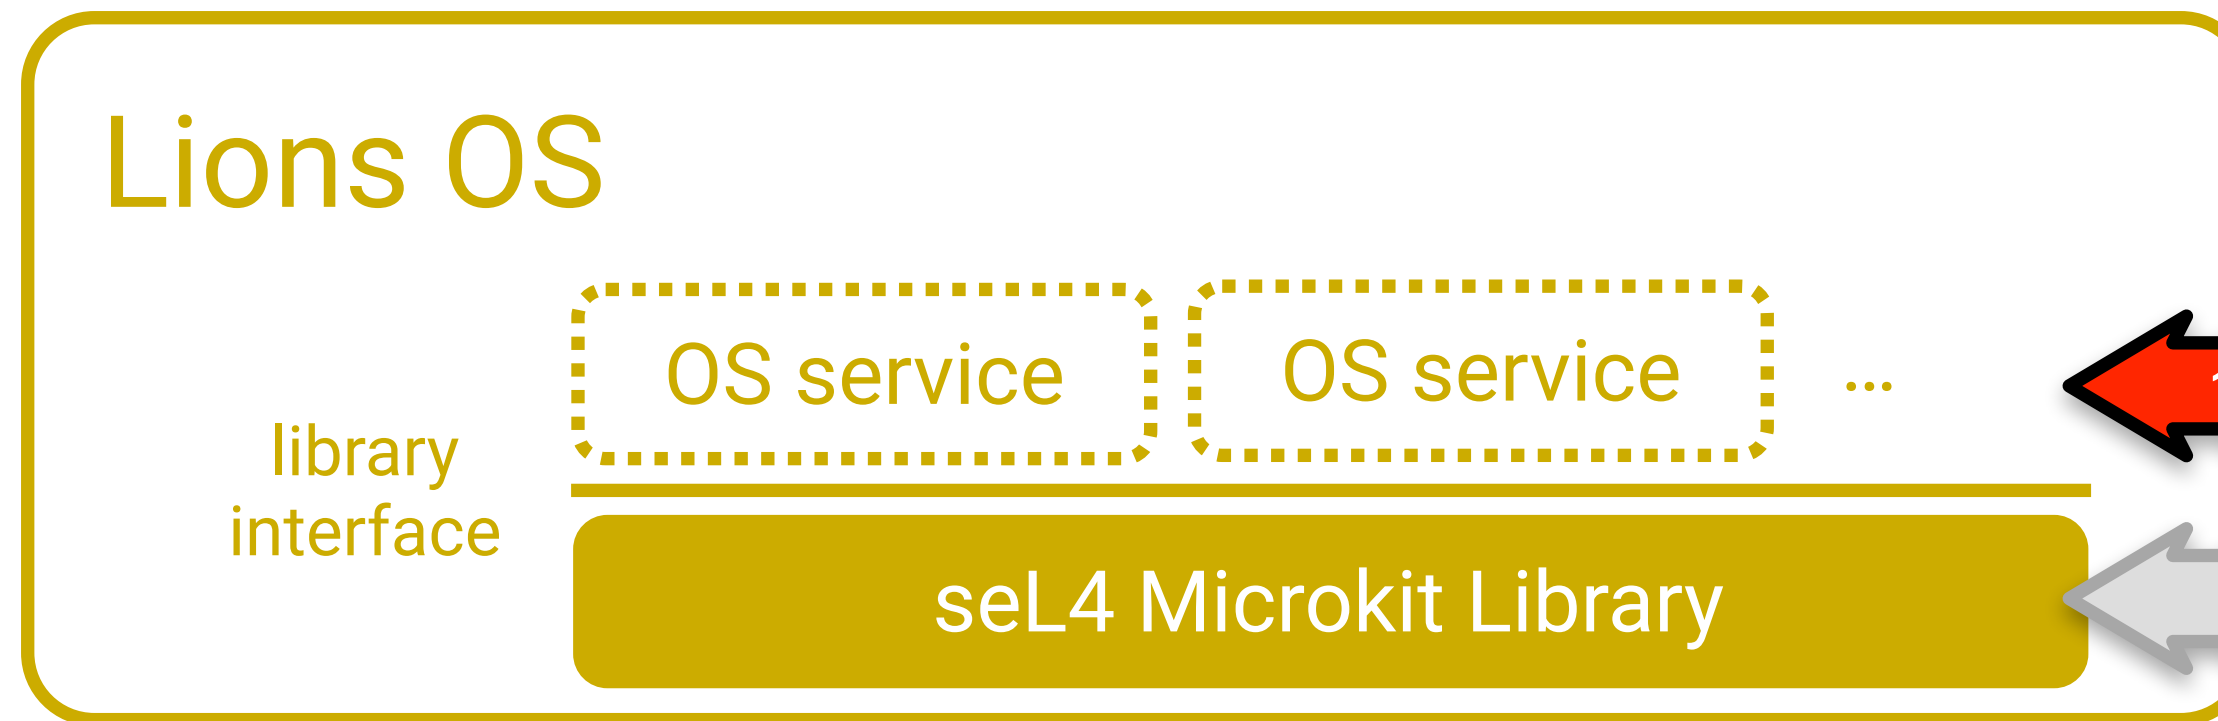 Lions OS
OS service
OS service
...
library
interface
seL4 Microkit Library